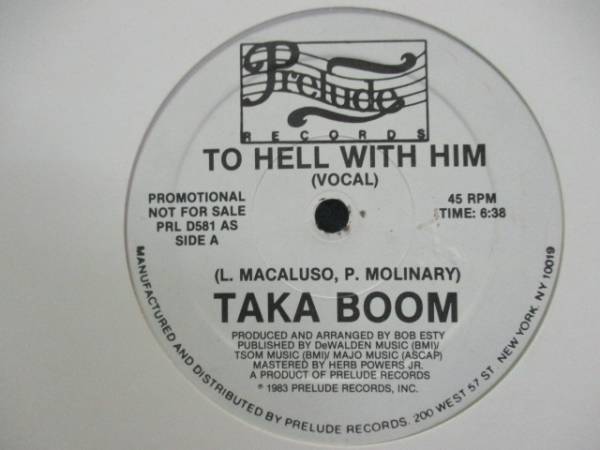 Prelude
RECORDS
TO HELL WITH HIM
(VOCAL)
PROMOTIONAL
NOT FOR SALE
PRL D581 AS
SIDE A
45 RPM
TIME: 6:38
(L. MACALUSO, P. MOLINARY)
TAKA BOOM
PRODUCED AND ARRANGED BY BOB ESTY
PUBLISHED BY DeWALDEN MUSIC (BMI)/
TSOM MUSIC (BMI)/ MAJO MUSIC (ASCAP)
MASTERED BY HERB POWERS JR.
A PRODUCT OF PRELUDE RECORDS
℗ 1983 PRELUDE RECORDS, INC.
MANUFACTURED AND DISTRIBUTED BY PRELUDE RECORDS. 200 WEST 57 ST NEW YORK, NY 10019